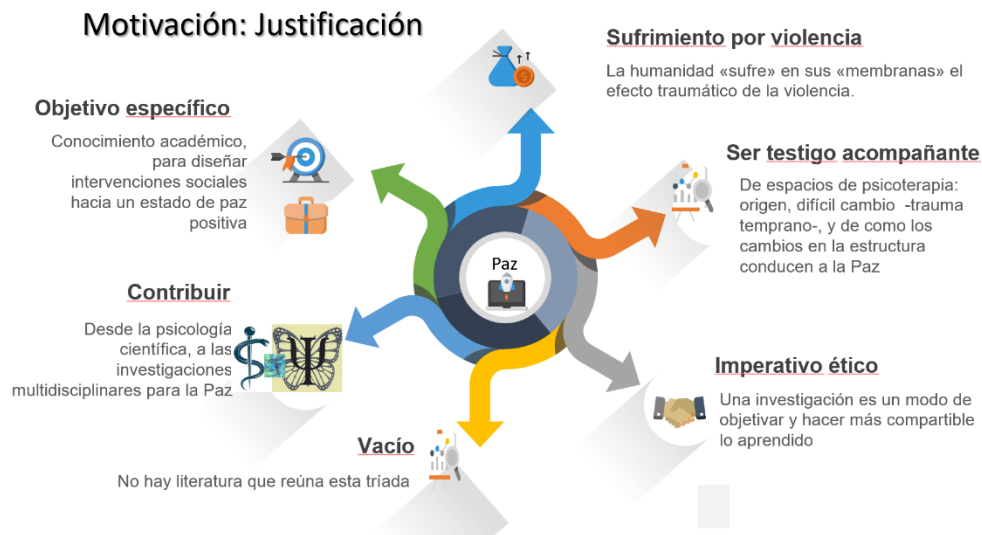 Motivación: Justificación
Sufrimiento por violencia
La humanidad «sufre» en sus «membranas» el
efecto traumático de la violencia.
Objetivo específico
Conocimiento académico,
para diseñar
intervenciones sociales
hacia un estado de paz
positiva
Ser testigo acompañante
De espacios de psicoterapia:
origen, difícil cambio -trauma
temprano-, y de como los
cambios en la estructura
conducen a la Paz
Paz
Contribuir
Desde la psicología
científica, a las
investigaciones
multidisciplinares para la Paz
Ψ
Imperativo ético
Una investigación es un modo de
objetivar y hacer más compartible
lo aprendido
Vacío
No hay literatura que reúna esta tríada